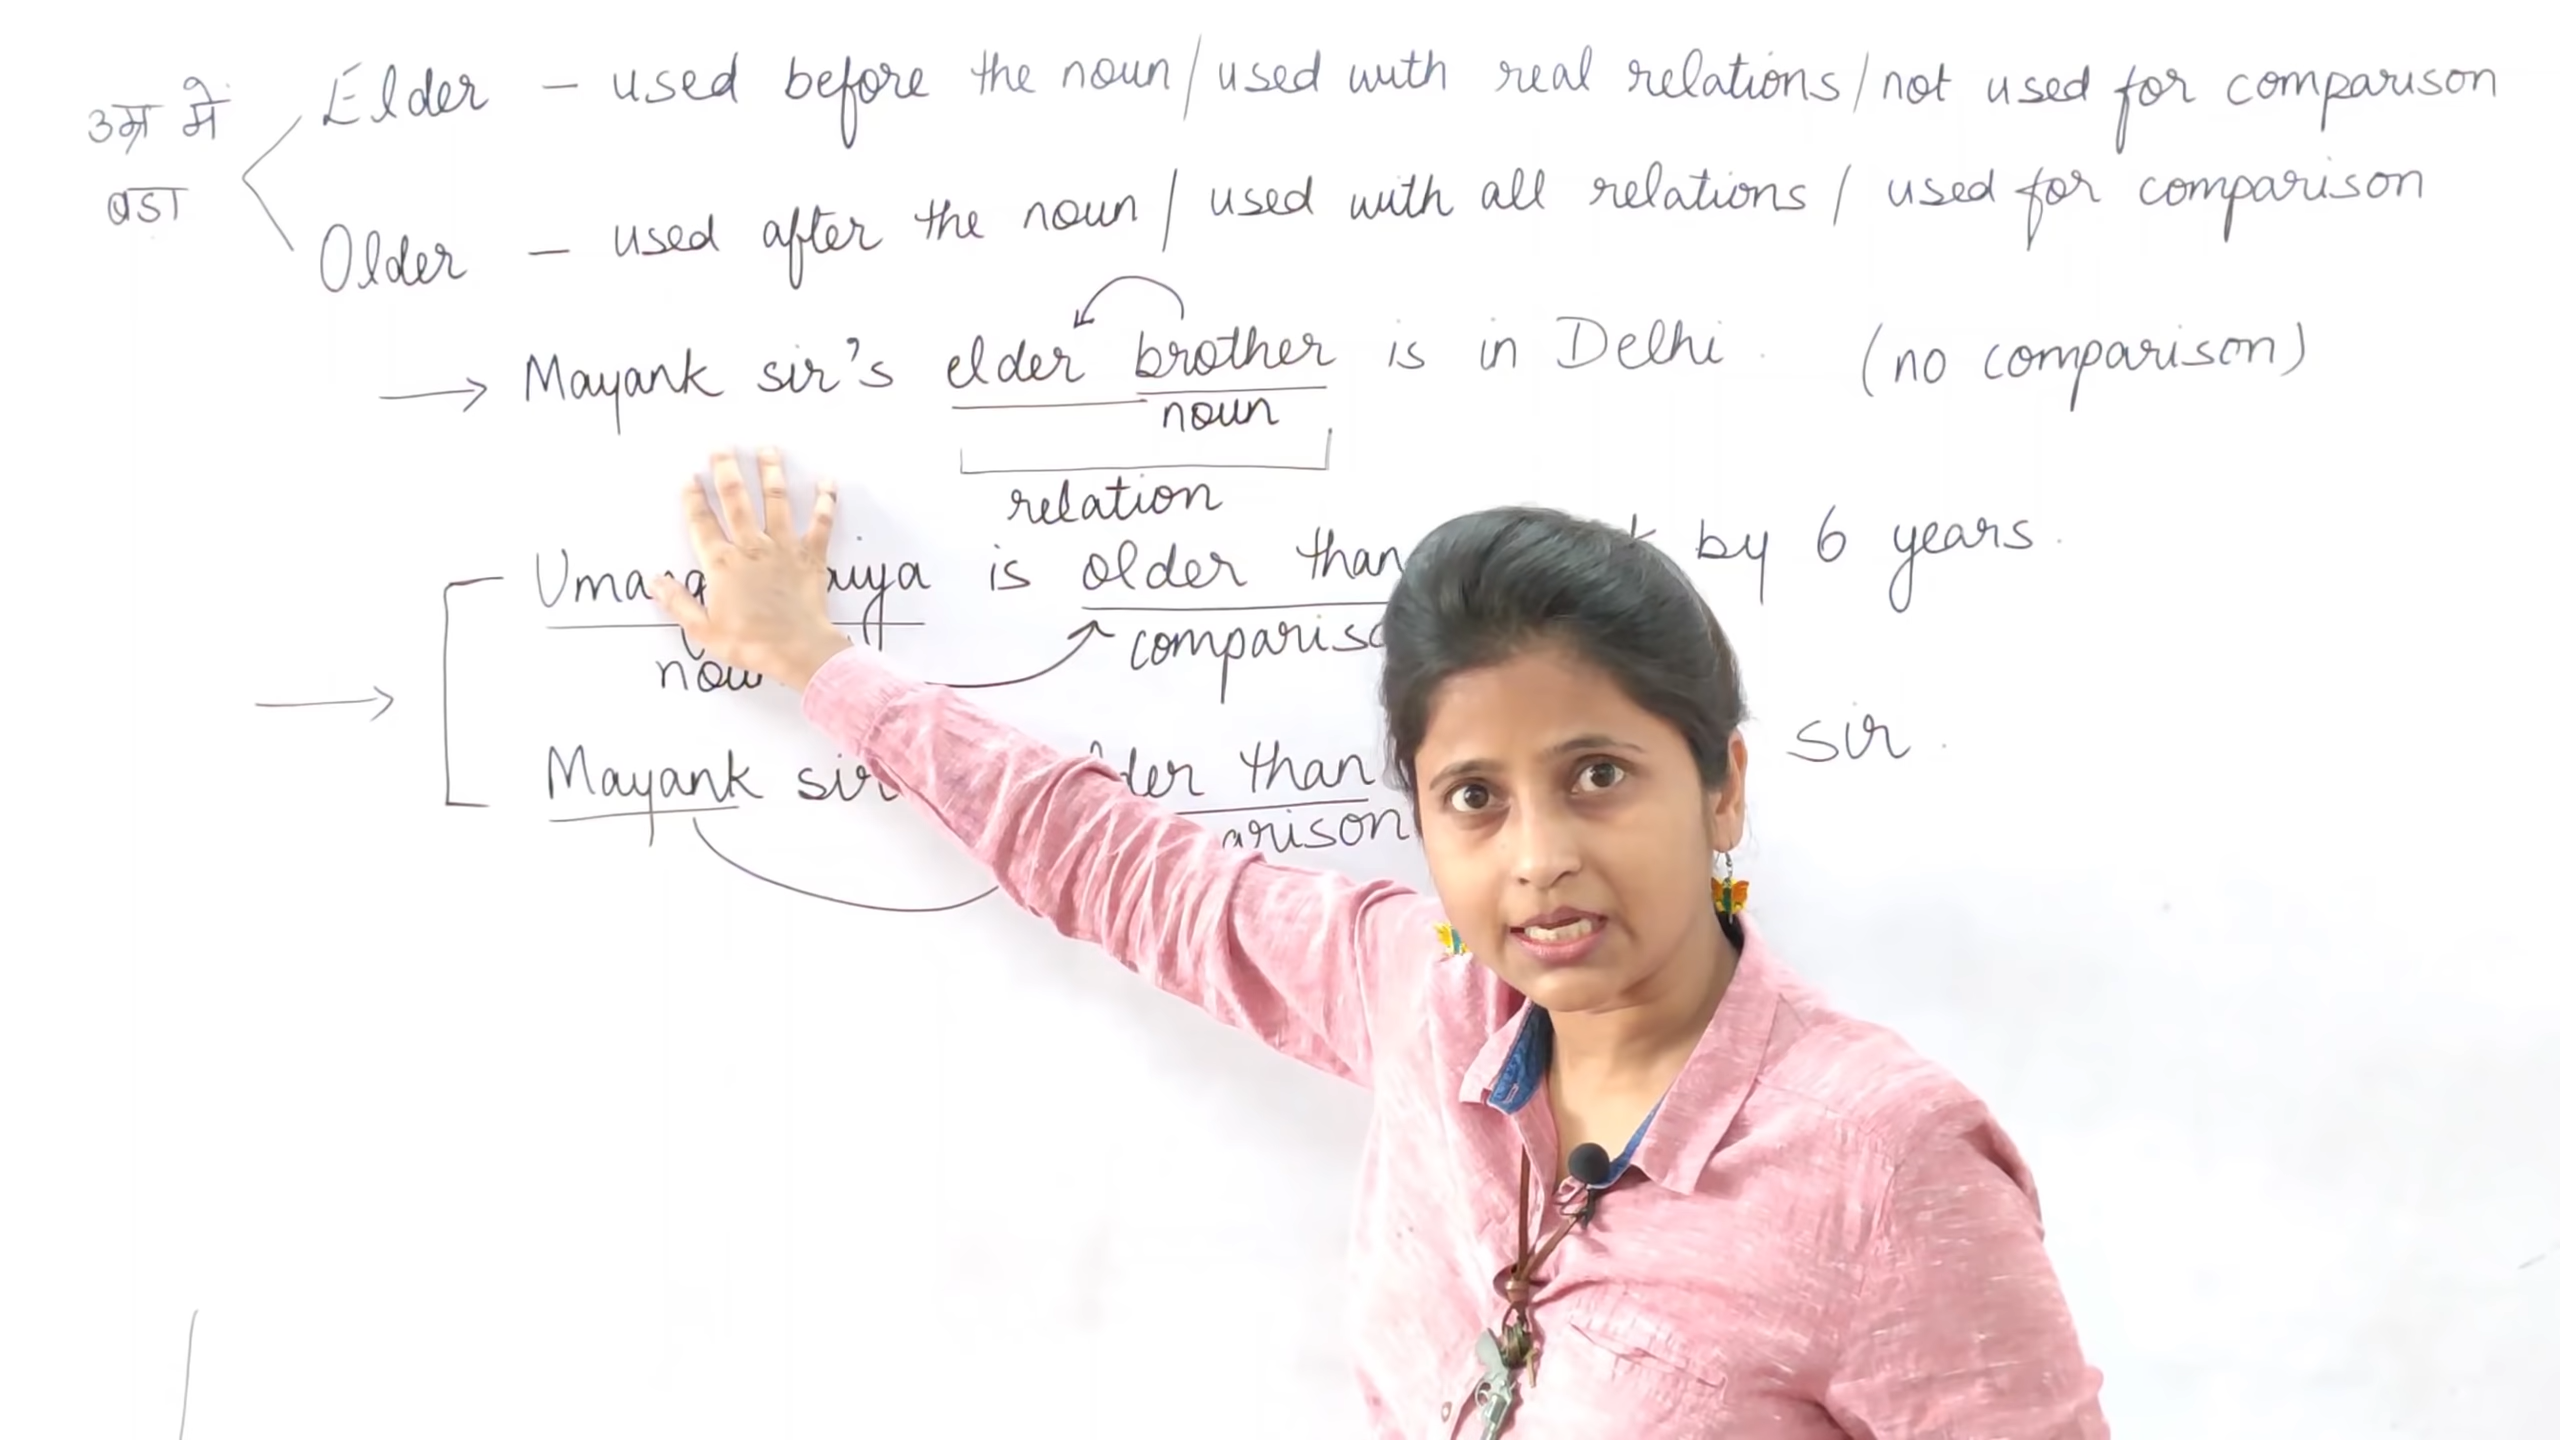 उम्र में
बड़ा
Elder – used before the noun / used with real relations / not used for comparison
Older – used after the noun / used with all relations / used for comparison
→ Mayank sir's elder brother is in Delhi. (no comparison)
noun
relation
is older than by 6 years.
Mayank sir than sir.